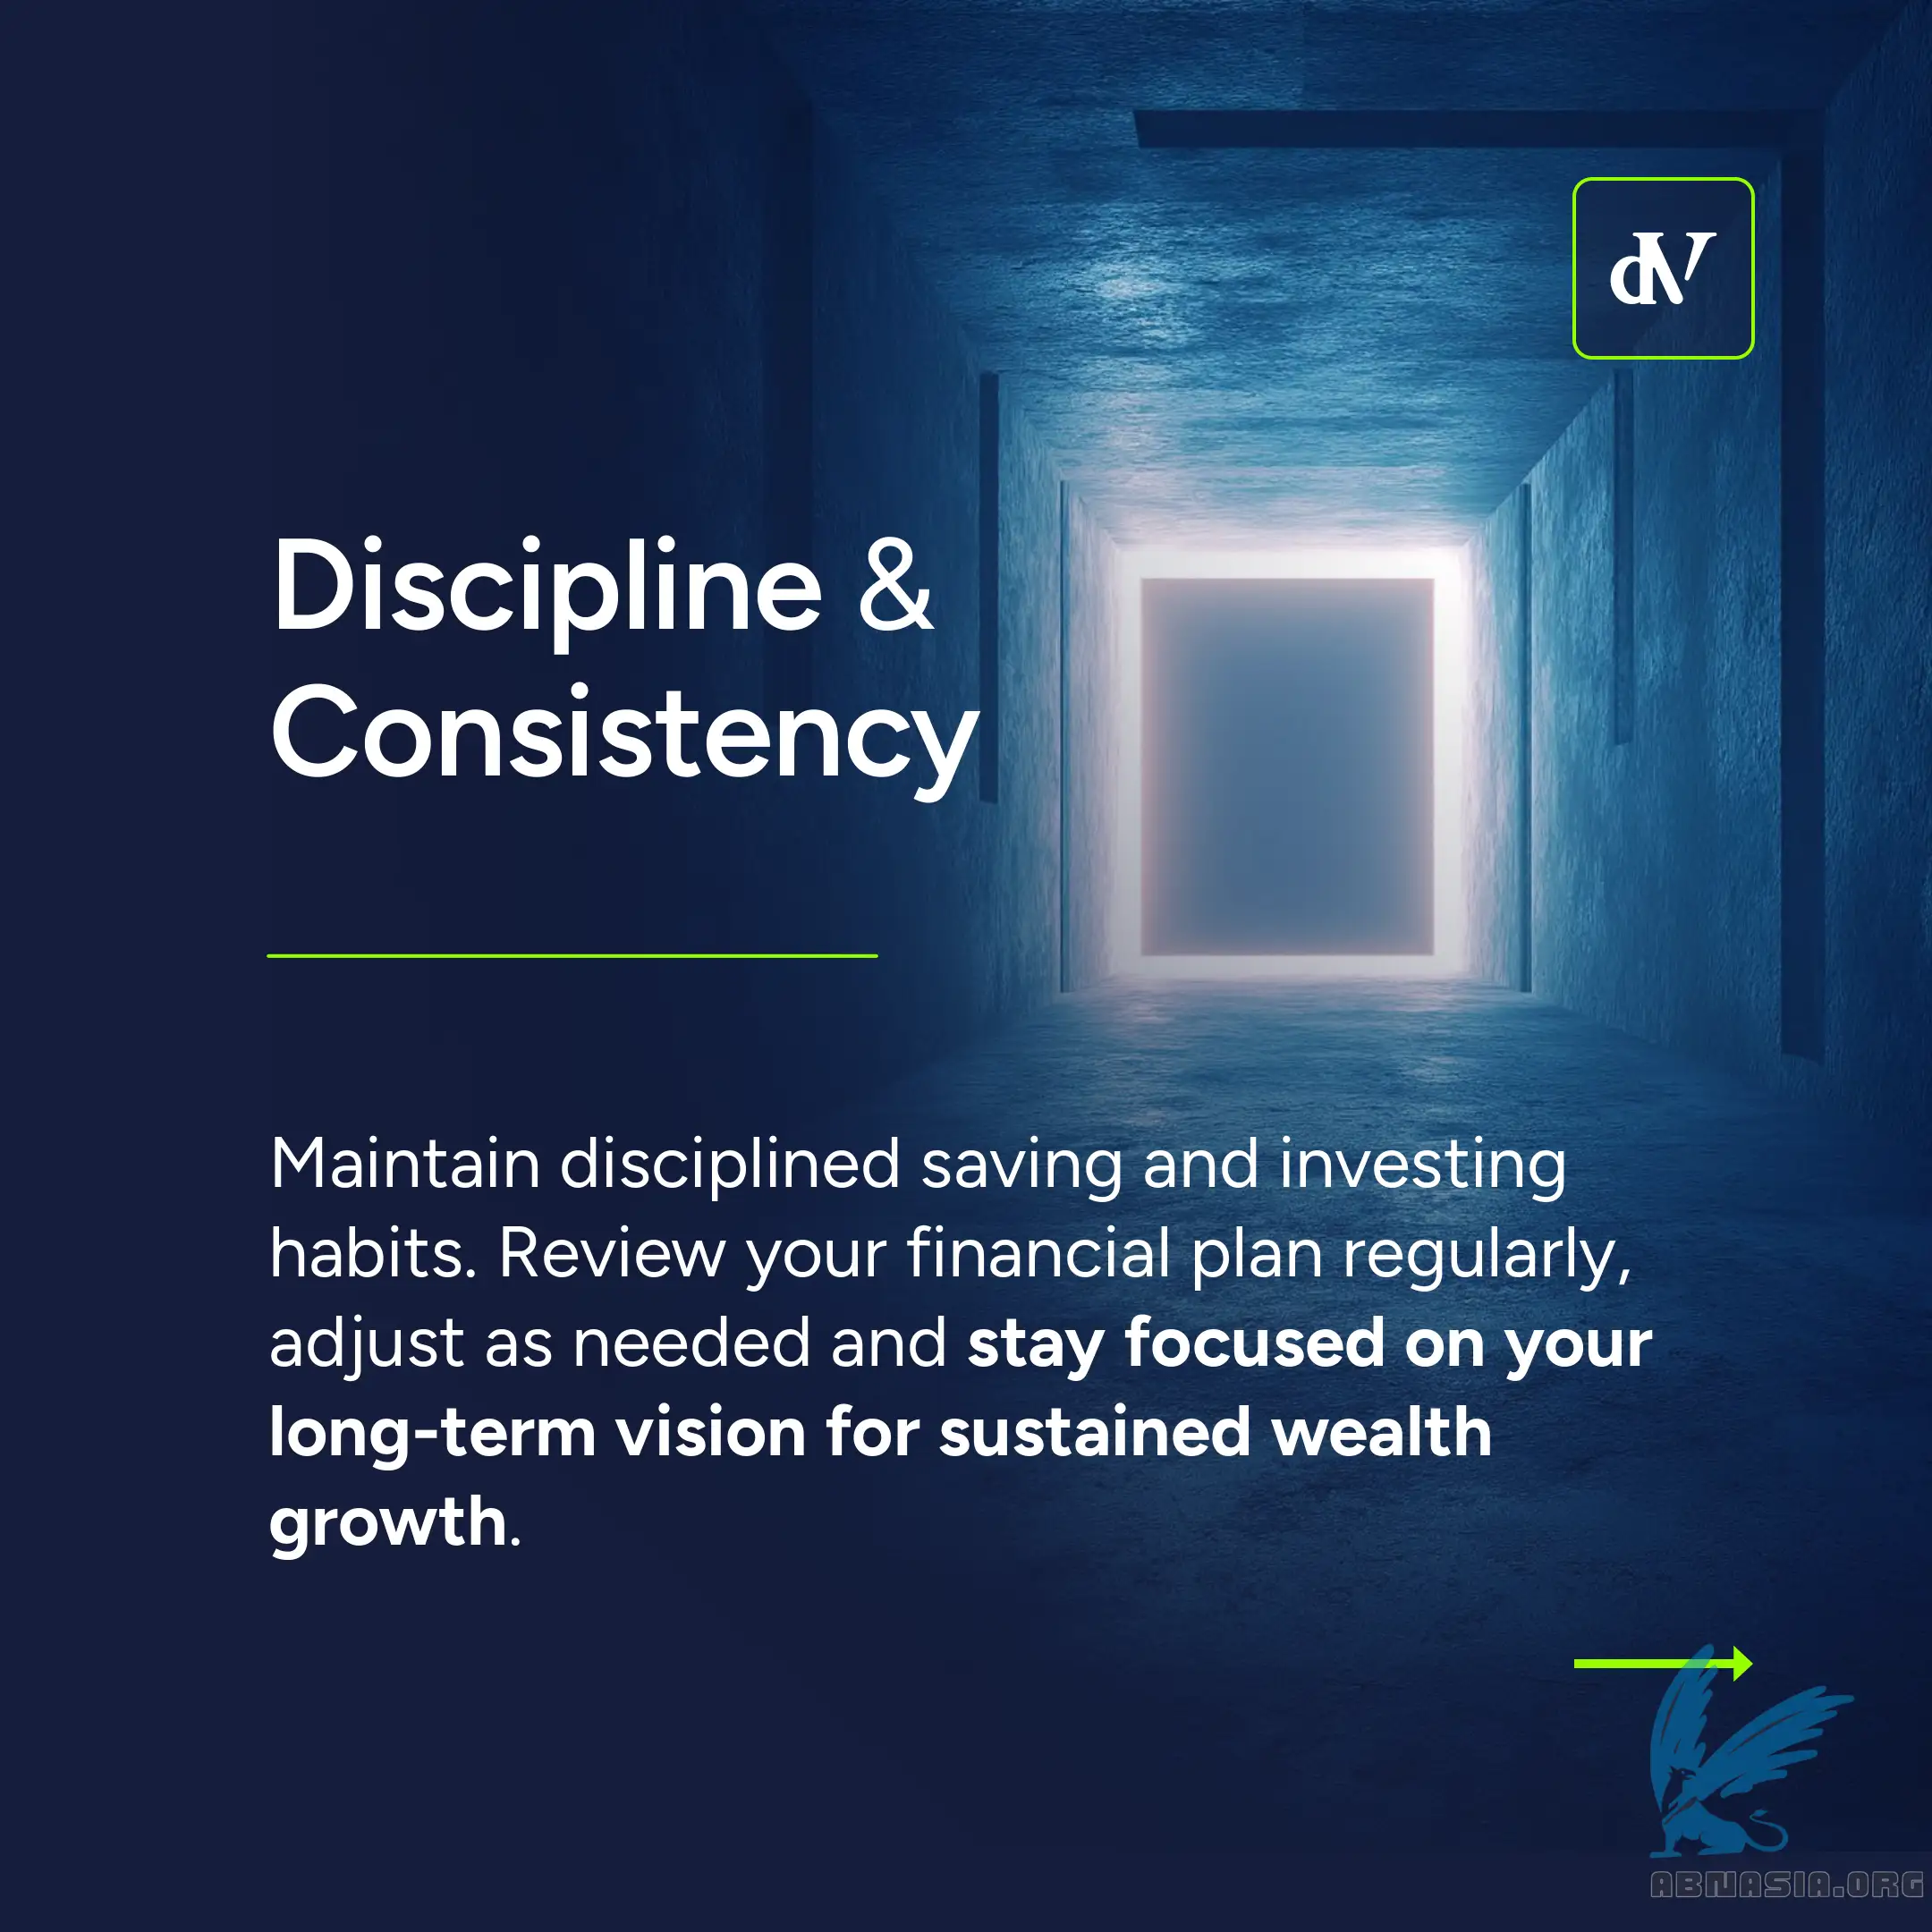 dV
Discipline &
Consistency
Maintain disciplined saving and investing
habits. Review your financial plan regularly,
adjust as needed and stay focused on your
long-term vision for sustained wealth
growth.
ABNASIA.ORG